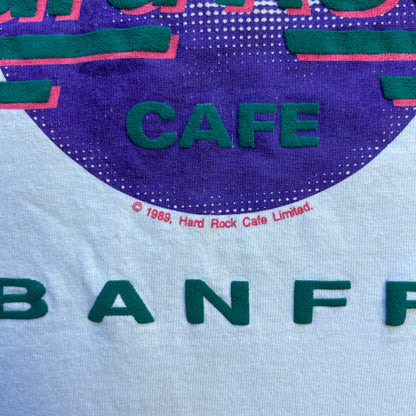 CAFE
© 1989, Hard Rock Cafe Limited.
BANFF